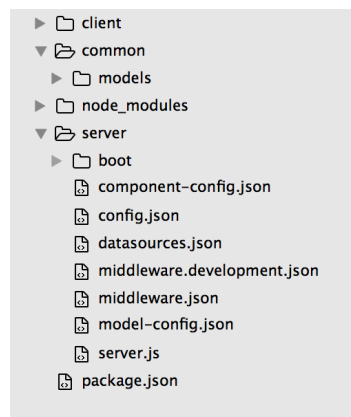 client
common
models
node_modules
server
boot
component-config.json
config.json
datasources.json
middleware.development.json
middleware.json
model-config.json
server.js
package.json